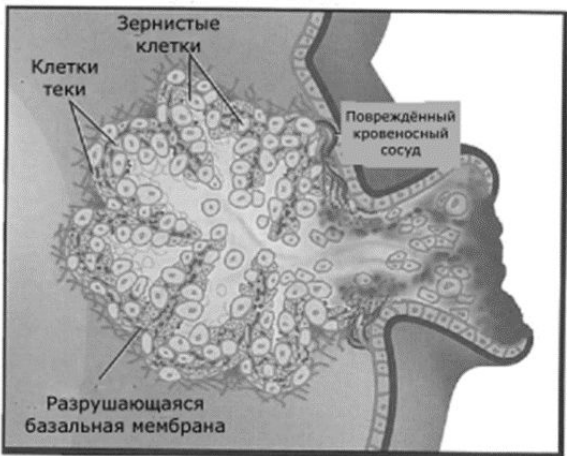 Зернистые
клетки
Клетки
теки
Повреждённый
кровеносный
сосуд
Разрушающаяся
базальная мембрана